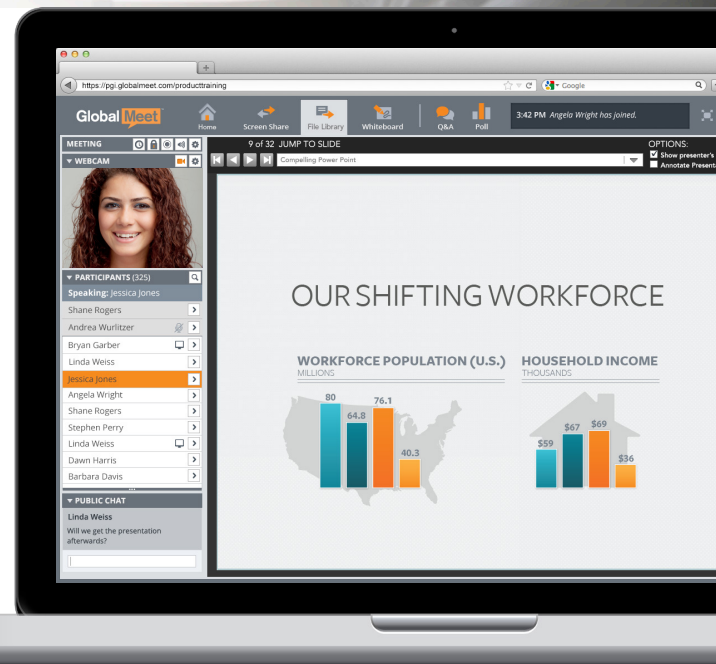 https://pgi.globalmeet.com/producttraining
Google
Global Meet
Home
Screen Share
File Library
Whiteboard
Q&A
Poll
3:42 PM Angela Wright has joined.
MEETING
9 of 32 JUMP TO SLIDE
OPTIONS:
WEBCAM
Compelling Power Point
Show presenter's
Annotate Present
PARTICIPANTS (325)
Speaking: Jessica Jones
Shane Rogers
Andrea Wurlitzer
Bryan Garber
Linda Weiss
Jessica Jones
Angela Wright
Shane Rogers
Stephen Perry
Linda Weiss
Dawn Harris
Barbara Davis
PUBLIC CHAT
Linda Weiss
Will we get the presentation
afterwards?
OUR SHIFTING WORKFORCE
WORKFORCE POPULATION (U.S.)
MILLIONS
80
64.8
76.1
40.3
HOUSEHOLD INCOME
THOUSANDS
$59
$67
$69
$36